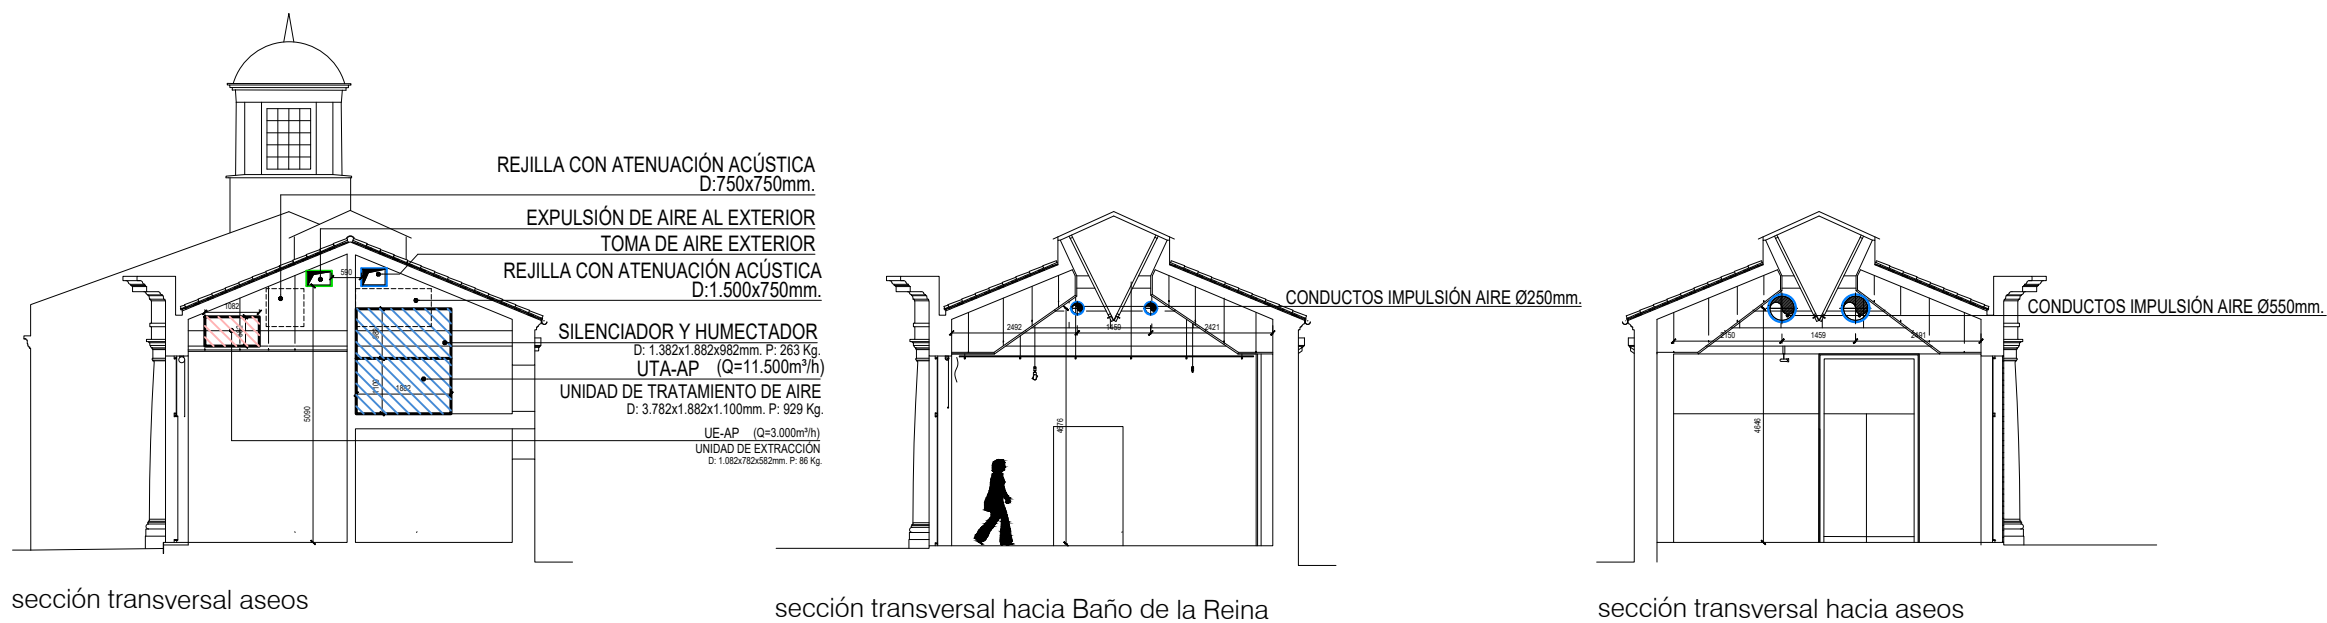 REJILLA CON ATENUACIÓN ACÚSTICA
D:750x750mm.
EXPULSIÓN DE AIRE AL EXTERIOR
TOMA DE AIRE EXTERIOR
590
REJILLA CON ATENUACIÓN ACÚSTICA
D:1.500x750mm.
1082
SILENCIADOR Y HUMECTADOR
D: 1.382x1.882x982mm. P: 263 Kg.
UTA-AP (Q=11.500m³/h)
UNIDAD DE TRATAMIENTO DE AIRE
D: 3.782x1.882x1.100mm. P: 929 Kg.
1882
5090
UE-AP (Q=3.000m³/h)
UNIDAD DE EXTRACCIÓN
D: 1.082x782x582mm. P: 86 Kg.
sección transversal aseos
CONDUCTOS IMPULSIÓN AIRE Ø250mm.
2492
1459
2421
4676
sección transversal hacia Baño de la Reina
CONDUCTOS IMPULSIÓN AIRE Ø550mm.
2150
1459
2491
4646
sección transversal hacia aseos